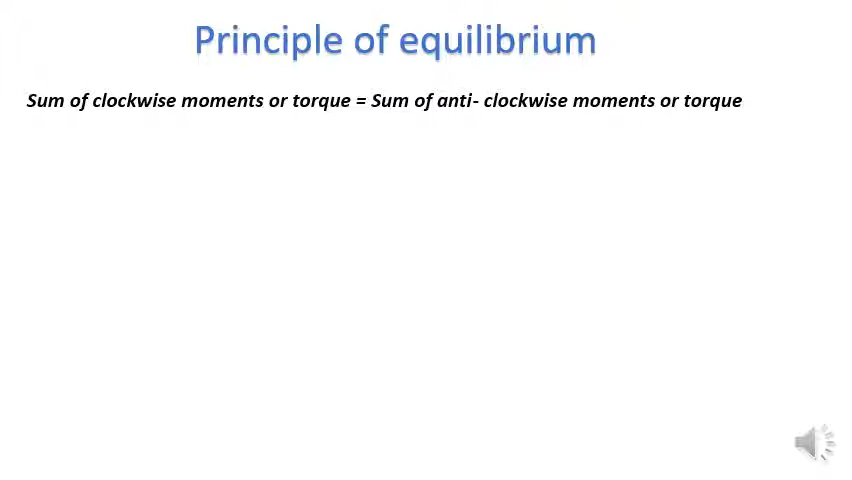 Principle of equilibrium
Sum of clockwise moments or torque = Sum of anti- clockwise moments or torque